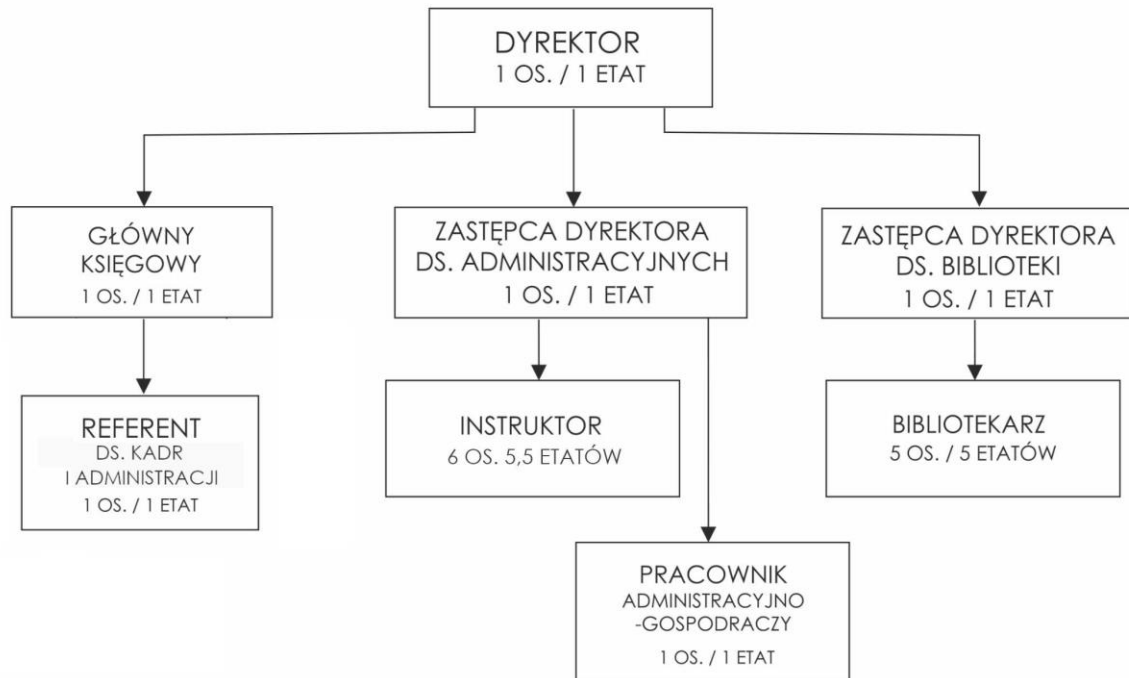 DYREKTOR
1 OS. / 1 ETAT
GŁÓWNY
KSIĘGOWY
1 OS. / 1 ETAT
ZASTĘPCA DYREKTORA
DS. ADMINISTRACYJNYCH
1 OS. / 1 ETAT
ZASTĘPCA DYREKTORA
DS. BIBLIOTEKI
1 OS. / 1 ETAT
REFERENT
DS. KADR
I ADMINISTRACJI
1 OS. / 1 ETAT
INSTRUKTOR
6 OS. 5,5 ETATÓW
BIBLIOTEKARZ
5 OS. / 5 ETATÓW
PRACOWNIK
ADMINISTRACYJNO
-GOSPODRACZY
1 OS. / 1 ETAT